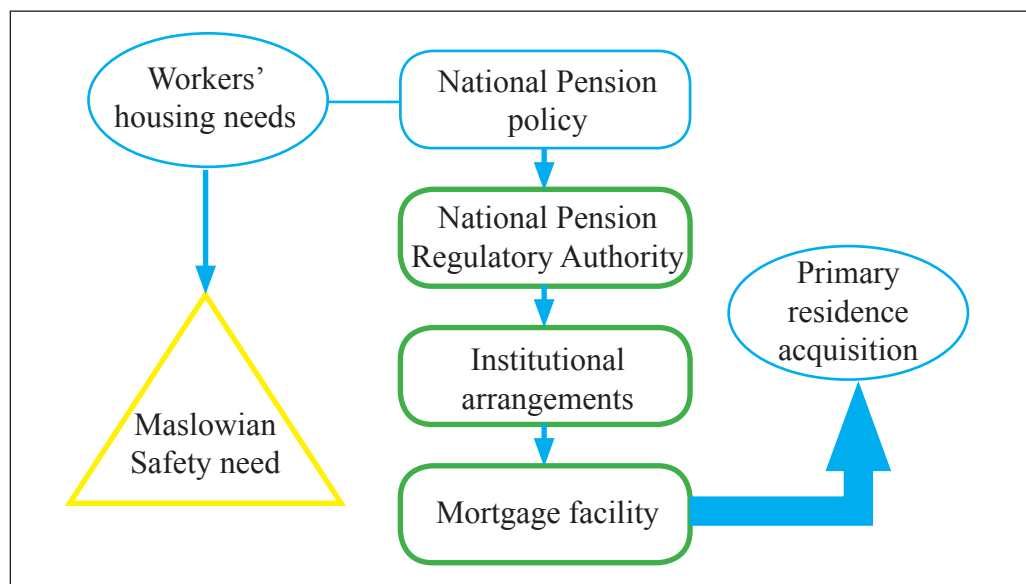 Workers’
housing needs
National Pension
policy
National Pension
Regulatory Authority
Primary
residence
acquisition
Institutional
arrangements
Maslowian
Safety need
Mortgage facility